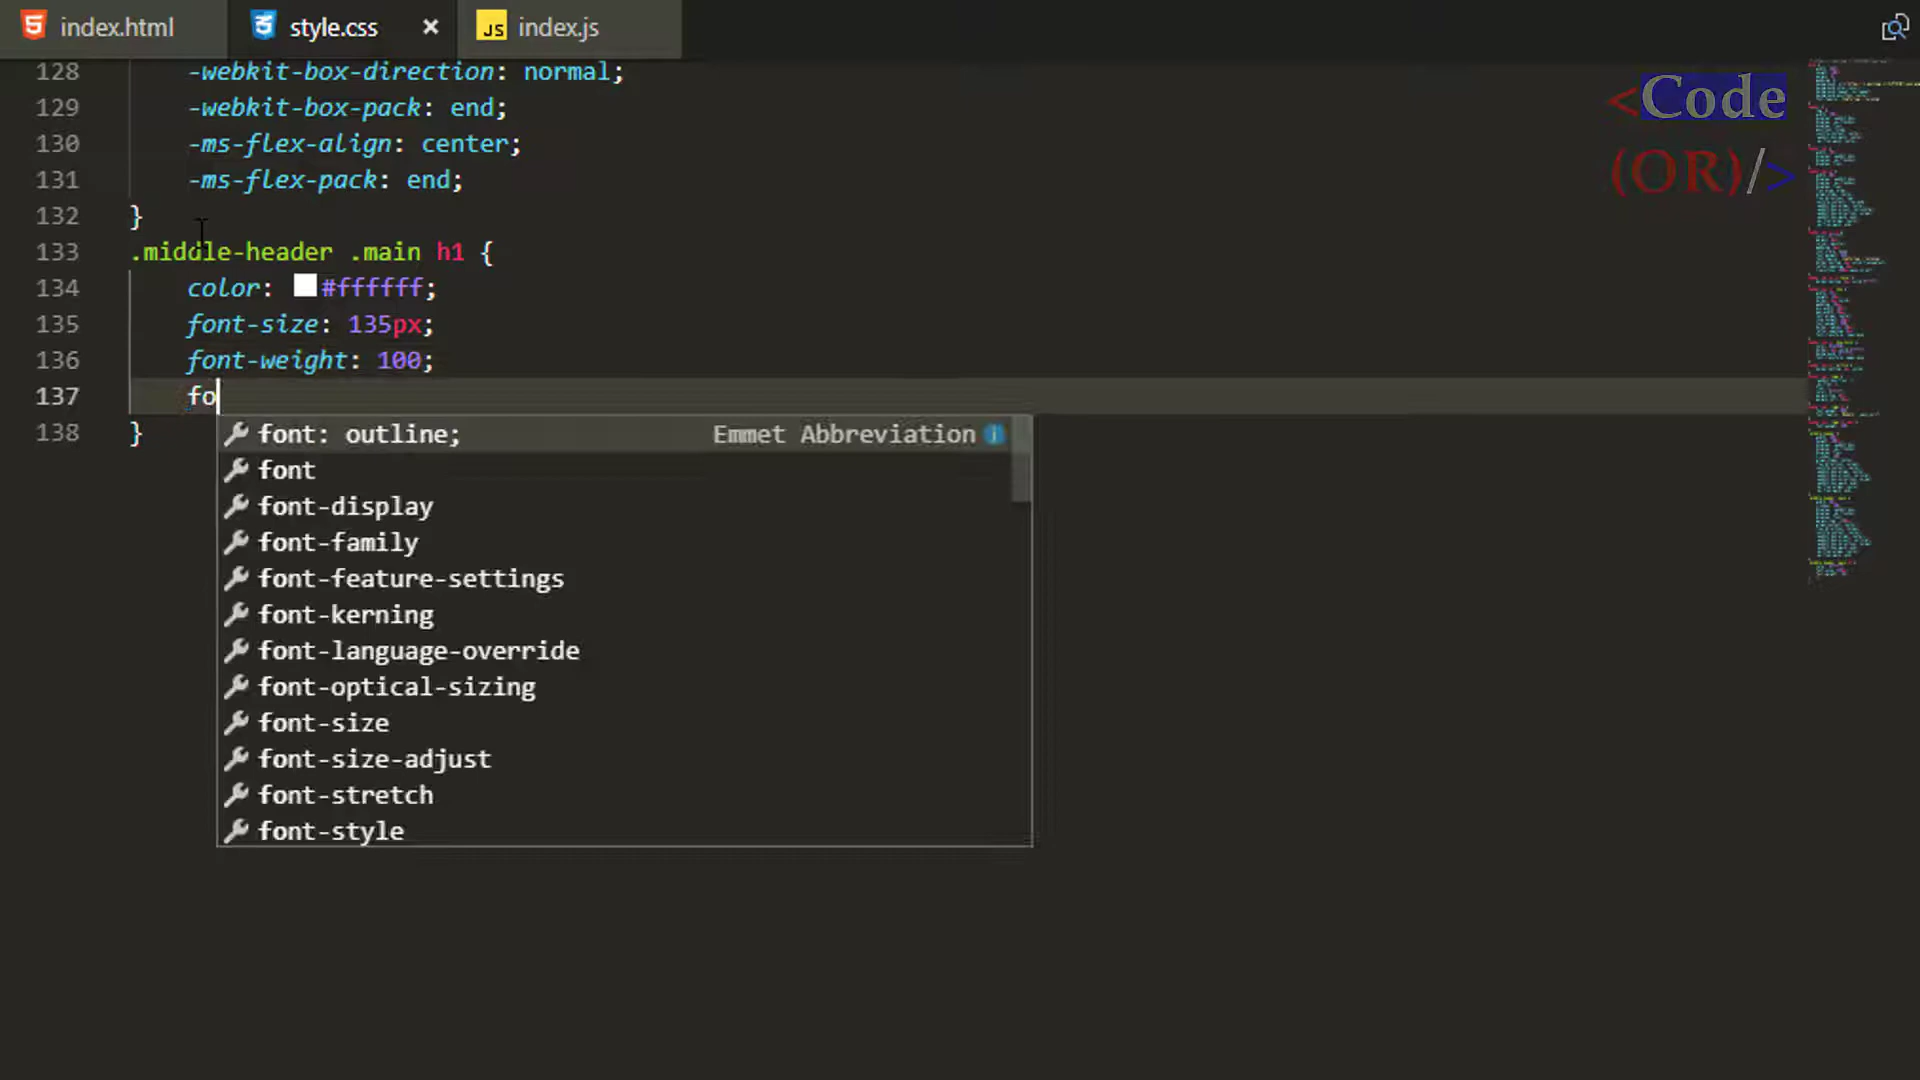 index.html style.css × JS index.js
<Code
(OR)/>
128 -webkit-box-direction: normal;
129 -webkit-box-pack: end;
130 -ms-flex-align: center;
131 -ms-flex-pack: end;
132 }
133 .middle-header .main h1 {
134 color: #ffffff;
135 font-size: 135px;
136 font-weight: 100;
137 fo
138 }
font: outline; Emmet Abbreviation
font
font-display
font-family
font-feature-settings
font-kerning
font-language-override
font-optical-sizing
font-size
font-size-adjust
font-stretch
font-style